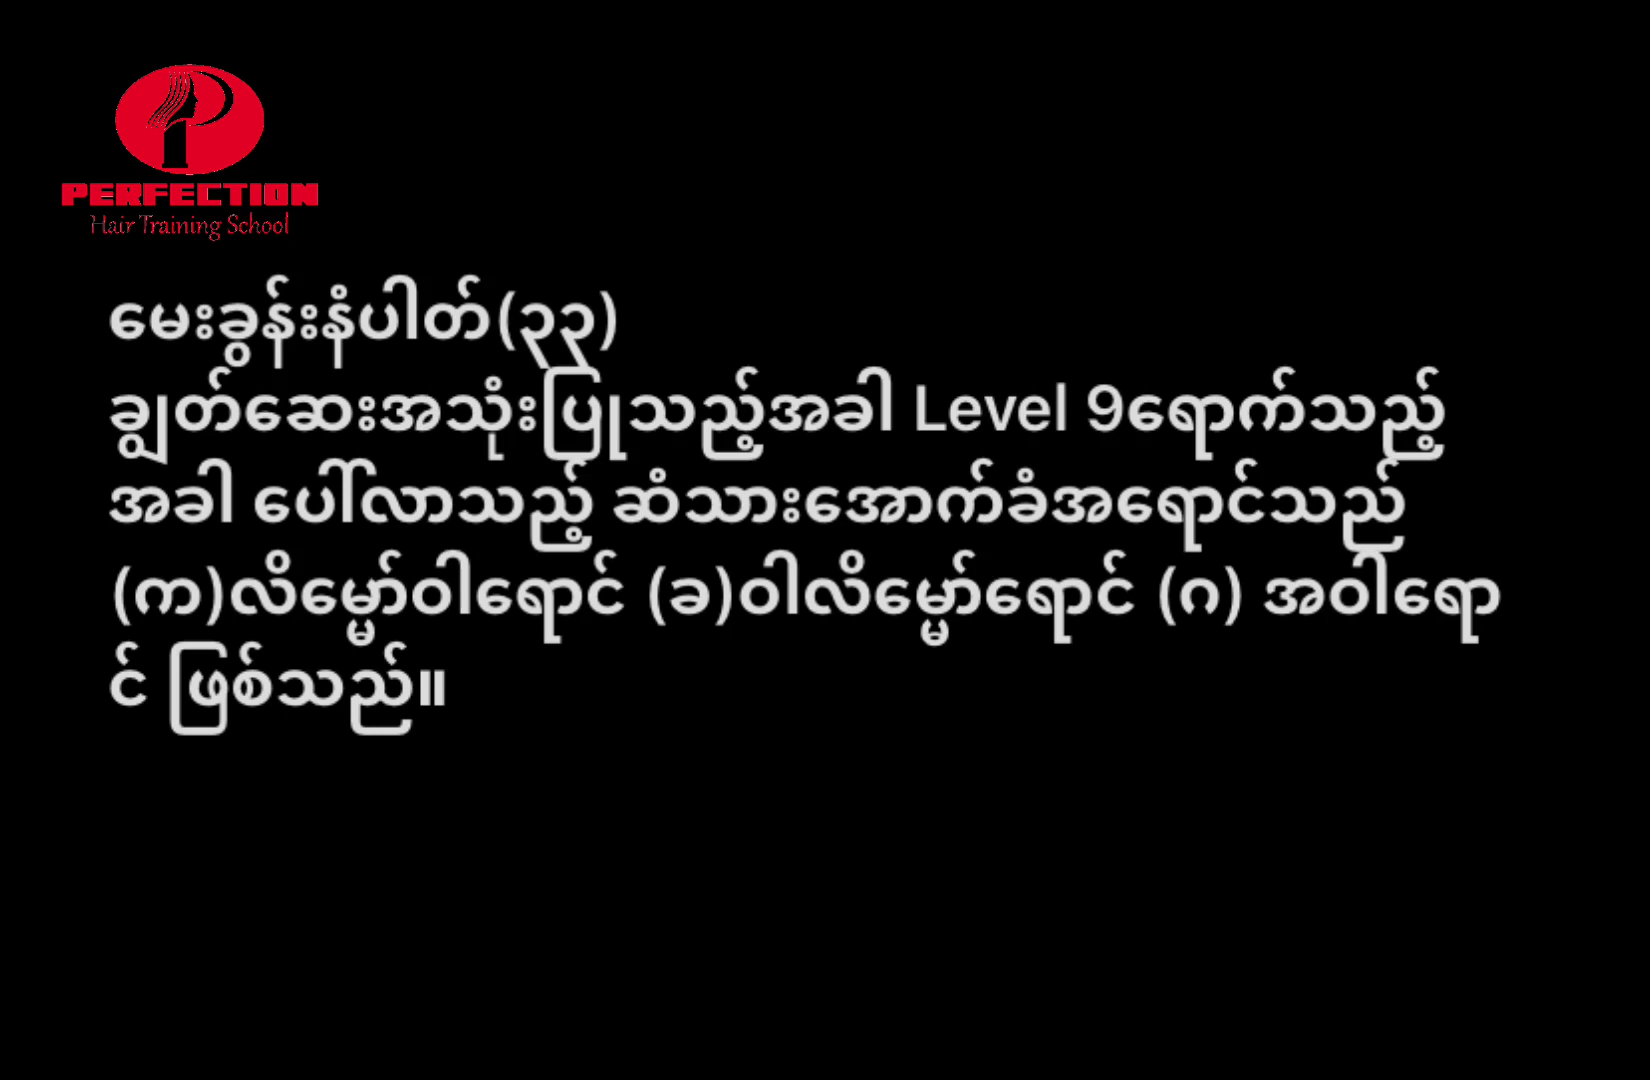 PERFECTION
Hair Training School
မေးခွန်းနံပါတ်(၃၃)
ချွတ်ဆေးအသုံးပြုသည့်အခါ Level 9ရောက်သည့်
အခါ ပေါ်လာသည့် ဆံသားအောက်ခံအရောင်သည်
(က)လိမ္မော်ဝါရောင် (ခ)ဝါလိမ္မော်ရောင် (ဂ) အဝါရော
င် ဖြစ်သည်။